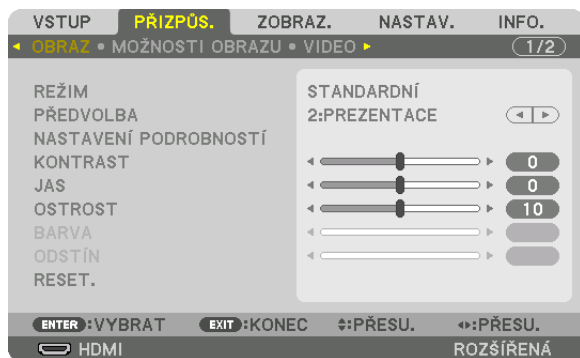 VSTUP PŘIZPŮS. ZOBRAZ. NASTAV. INFO.
OBRAZ • MOŽNOSTI OBRAZU • VIDEO 1/2
REŽIM STANDARDNÍ
PŘEDVOLBA 2:PREZENTACE
NASTAVENÍ PODROBNOSTÍ
KONTRAST 0
JAS 0
OSTROST 10
BARVA
ODSTÍN
RESET.
ENTER :VYBRAT EXIT :KONEC :PŘESU. :PŘESU.
HDMI ROZŠÍŘENÁ